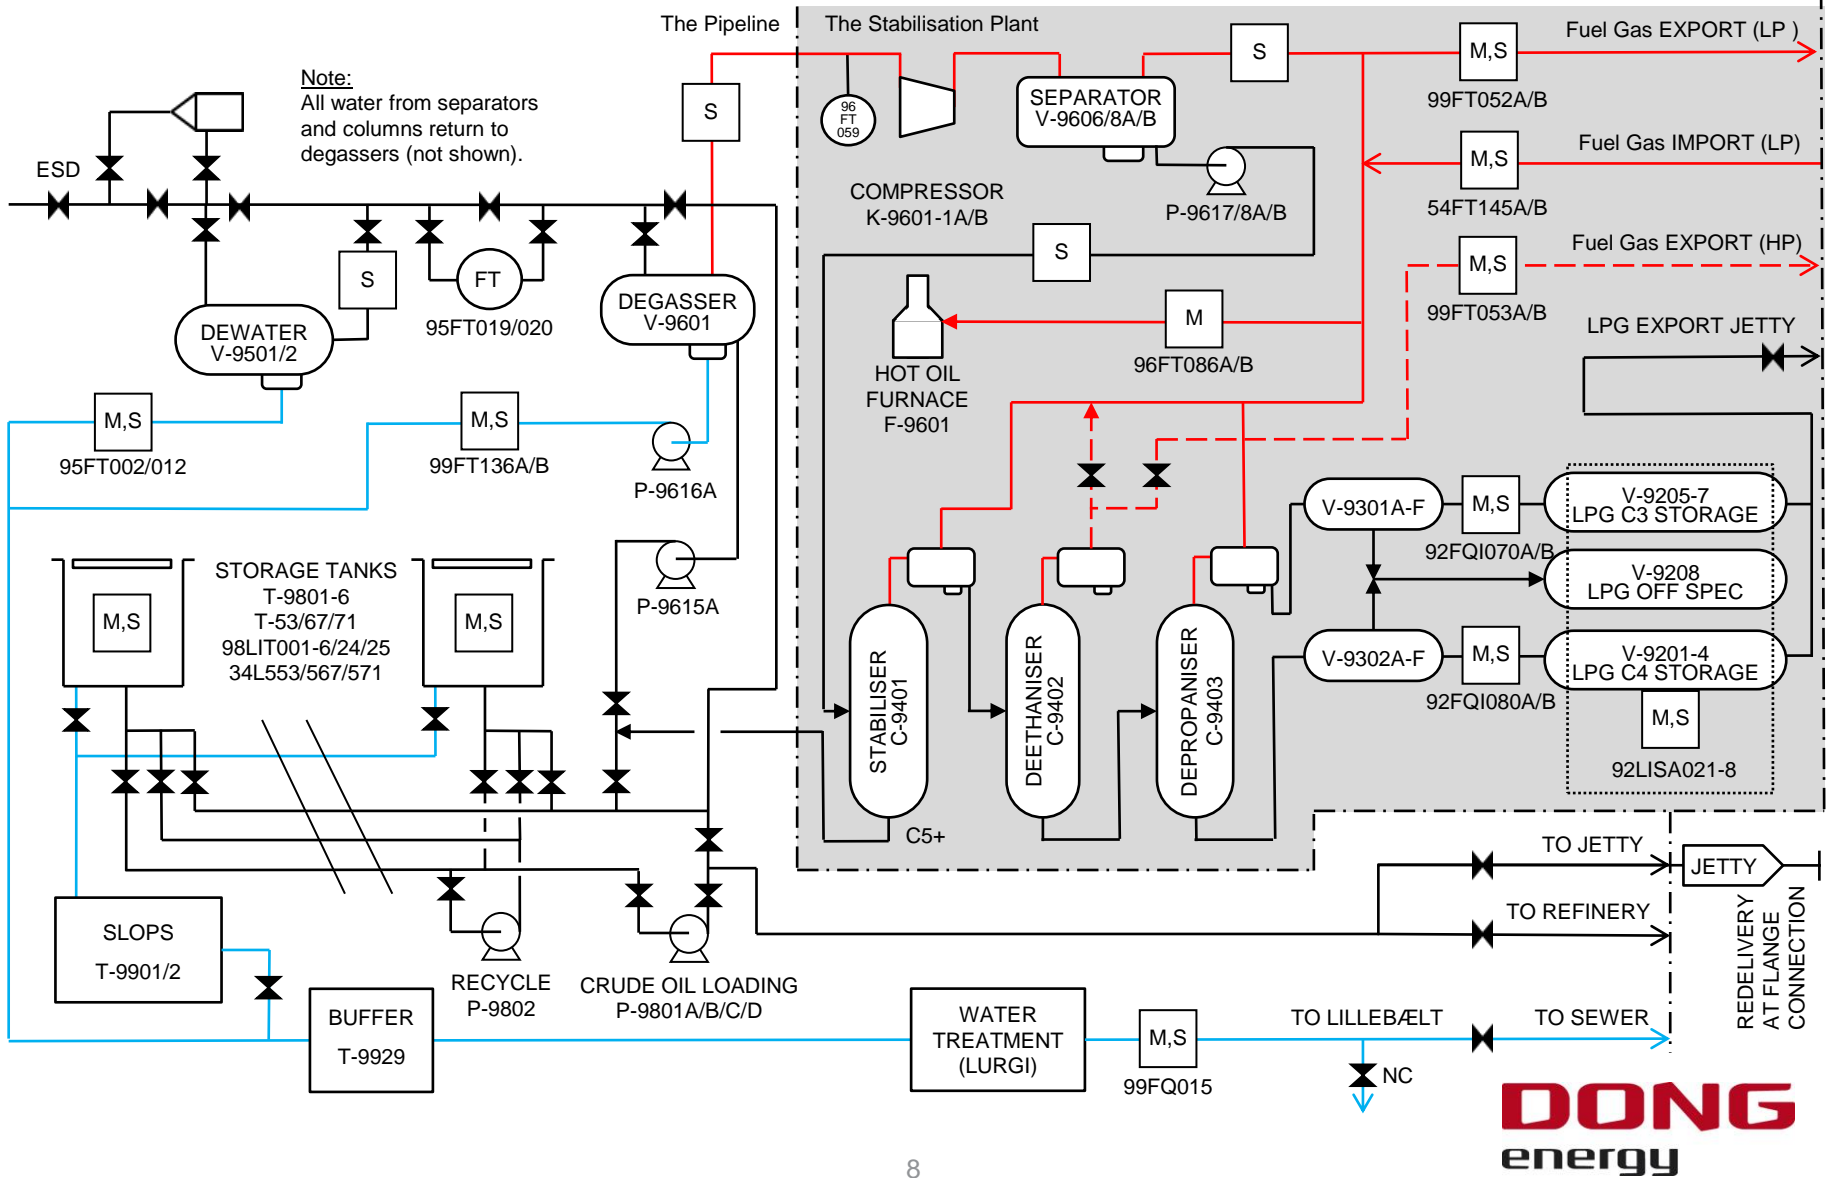 The Pipeline
The Stabilisation Plant
Fuel Gas EXPORT (LP )
S
M,S
99FT052A/B
Note:
All water from separators
and columns return to
degassers (not shown).
S
96
FT
059
SEPARATOR
V-9606/8A/B
Fuel Gas IMPORT (LP)
M,S
54FT145A/B
ESD
COMPRESSOR
K-9601-1A/B
P-9617/8A/B
S
Fuel Gas EXPORT (HP)
M,S
99FT053A/B
S
FT
95FT019/020
DEWATER
V-9501/2
DEGASSER
V-9601
M
96FT086A/B
LPG EXPORT JETTY
HOT OIL
FURNACE
F-9601
M,S
95FT002/012
M,S
99FT136A/B
P-9616A
V-9301A-F
M,S
92FQI070A/B
V-9205-7
LPG C3 STORAGE
V-9208
LPG OFF SPEC
V-9302A-F
M,S
92FQI080A/B
V-9201-4
LPG C4 STORAGE
M,S
92LISA021-8
M,S
STORAGE TANKS
T-9801-6
T-53/67/71
98LIT001-6/24/25
34L553/567/571
M,S
P-9615A
STABILISER
C-9401
DEETHANISER
C-9402
DEPROPANISER
C-9403
C5+
TO JETTY
JETTY
TO REFINERY
REDELIVERY
AT FLANGE
CONNECTION
SLOPS
T-9901/2
RECYCLE
P-9802
CRUDE OIL LOADING
P-9801A/B/C/D
BUFFER
T-9929
WATER
TREATMENT
(LURGI)
M,S
99FQ015
TO LILLEBÆLT
TO SEWER
NC
DONG
energy
8